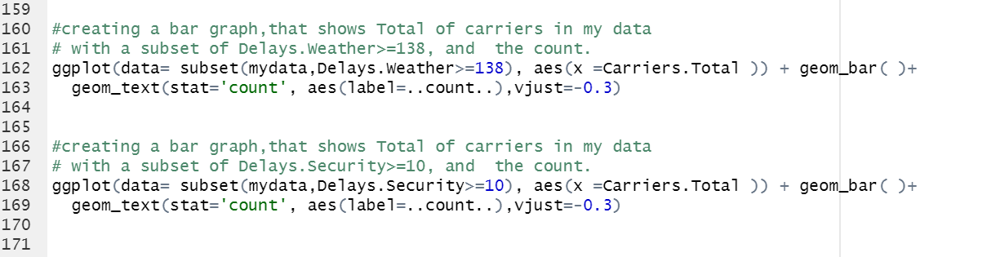 159
160 #creating a bar graph,that shows Total of carriers in my data
161 # with a subset of Delays.Weather>=138, and  the count.
162 ggplot(data= subset(mydata,Delays.Weather>=138), aes(x =Carriers.Total )) + geom_bar( )+
163   geom_text(stat='count', aes(label=..count..),vjust=-0.3)
164
165
166 #creating a bar graph,that shows Total of carriers in my data
167 # with a subset of Delays.Security>=10, and  the count.
168 ggplot(data= subset(mydata,Delays.Security>=10), aes(x =Carriers.Total )) + geom_bar( )+
169   geom_text(stat='count', aes(label=..count..),vjust=-0.3)
170
171